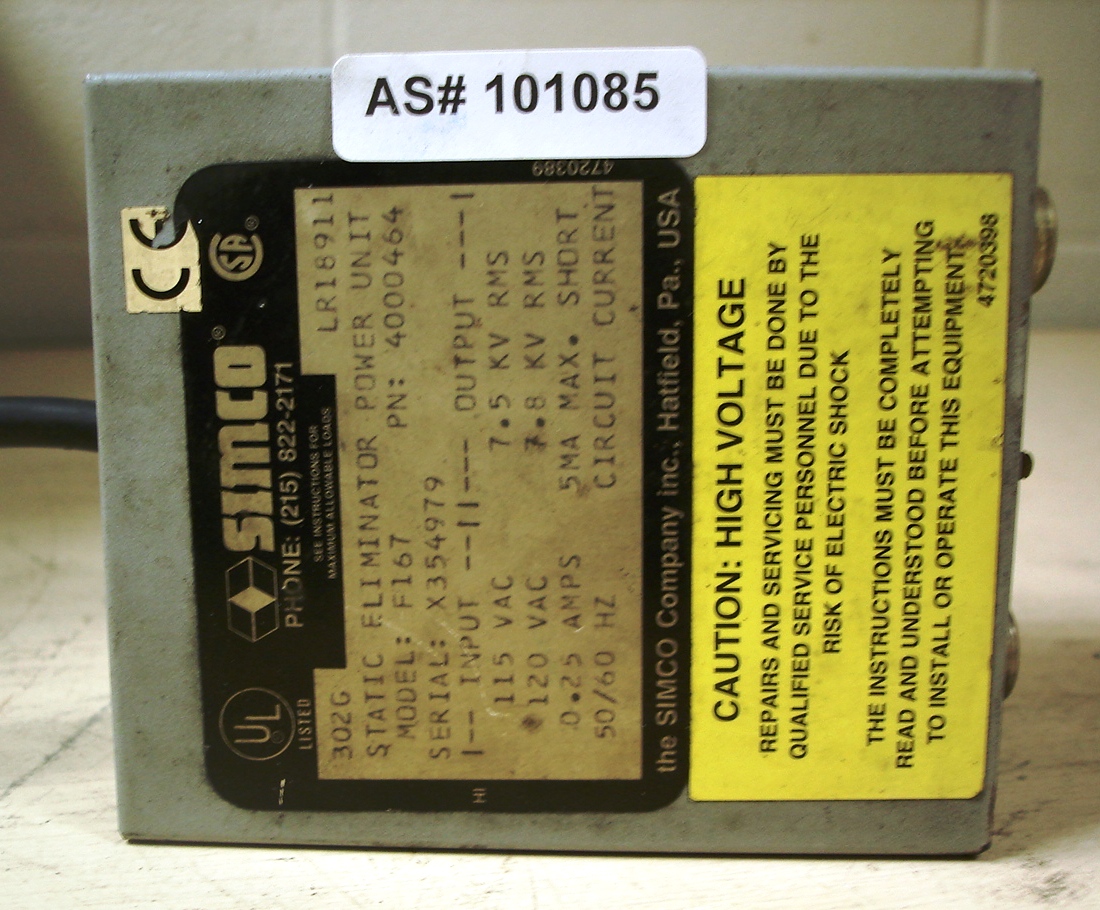 AS# 101085
4720389
CE
UL
LISTED
SIMCO®
SA®
PHONE: (215) 822-2171
SEE INSTRUCTIONS FOR
MAXIMUM ALLOWABLE LOADS
302G LR18911
STATIC ELIMINATOR POWER UNIT
MODEL: F167 PN: 4000464
SERIAL: X354979
|-- INPUT --||--- OUTPUT ---|
115 VAC 7.5 KV RMS
120 VAC 7.8 KV RMS
0.25 AMPS 5MA MAX. SHORT
50/60 HZ CIRCUIT CURRENT
the SIMCO Company inc., Hatfield, Pa., USA
HI
CAUTION: HIGH VOLTAGE
REPAIRS AND SERVICING MUST BE DONE BY
QUALIFIED SERVICE PERSONNEL DUE TO THE
RISK OF ELECTRIC SHOCK
THE INSTRUCTIONS MUST BE COMPLETELY
READ AND UNDERSTOOD BEFORE ATTEMPTING
TO INSTALL OR OPERATE THIS EQUIPMENT
4720398